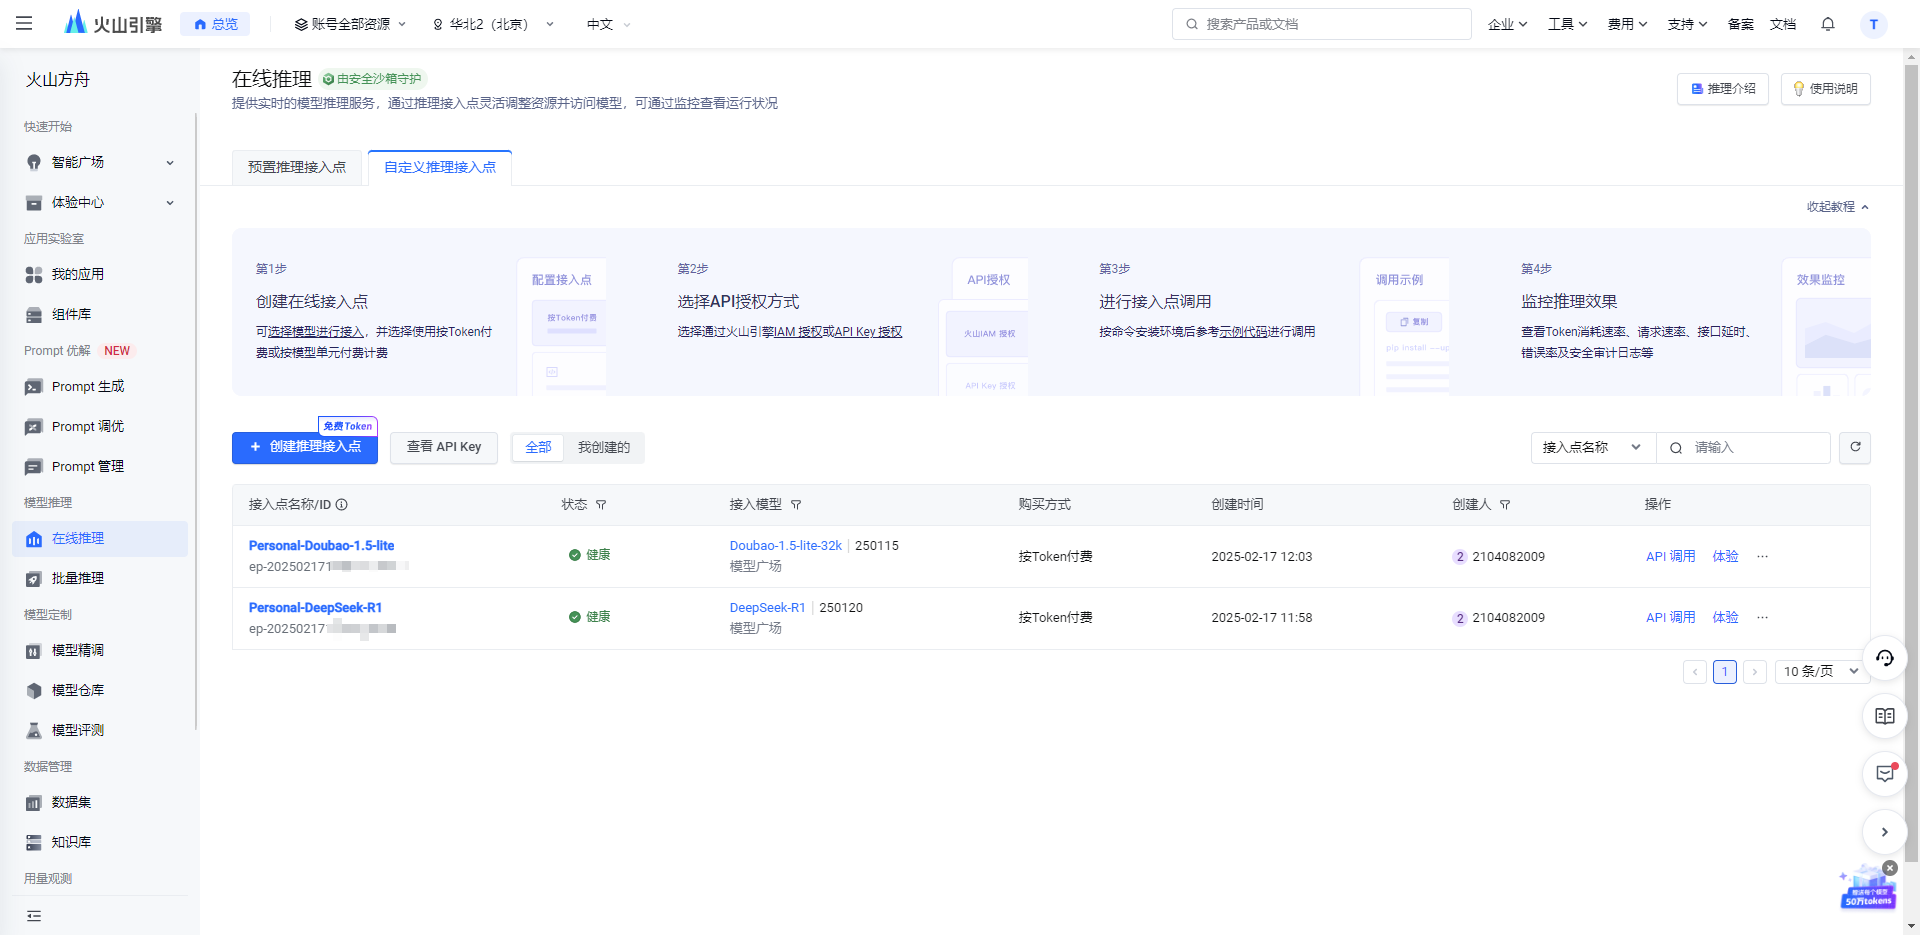 火山引擎
总览
账号全部资源
华北2（北京）
中文
搜索产品或文档
企业
工具
费用
支持
备案
文档
T
火山方舟
快速开始
智能广场
体验中心
应用实验室
我的应用
组件库
Prompt 优解 NEW
Prompt 生成
Prompt 调优
Prompt 管理
模型推理
在线推理
批量推理
模型定制
模型精调
模型仓库
模型评测
数据管理
数据集
知识库
用量观测
在线推理
由安全沙箱守护
提供实时的模型推理服务，通过推理接入点灵活调整资源并访问模型，可通过监控查看运行状况
推理介绍
使用说明
预置推理接入点
自定义推理接入点
收起教程
第1步
创建在线接入点
可选择模型进行接入，并选择使用按Token付
费或按模型单元付费计费
配置接入点
按Token付费
第2步
选择API授权方式
选择通过火山引擎IAM 授权或API Key 授权
API授权
火山IAM 授权
API Key 授权
第3步
进行接入点调用
按命令安装环境后参考示例代码进行调用
调用示例
复制
pip install --up
第4步
监控推理效果
查看Token消耗速率、请求速率、接口延时、
错误率及安全审计日志等
效果监控
免费Token
+ 创建推理接入点
查看 API Key
全部
我创建的
接入点名称
请输入
接入点名称/ID 状态 接入模型 购买方式 创建时间 创建人 操作
Personal-Doubao-1.5-lite
ep-202502171
健康
Doubao-1.5-lite-32k 250115
模型广场
按Token付费
2025-02-17 12:03
2 2104082009
API 调用 体验 ···
Personal-DeepSeek-R1
ep-20250217
健康
DeepSeek-R1 250120
模型广场
按Token付费
2025-02-17 11:58
2 2104082009
API 调用 体验 ···
1
10 条/页
50万tokens